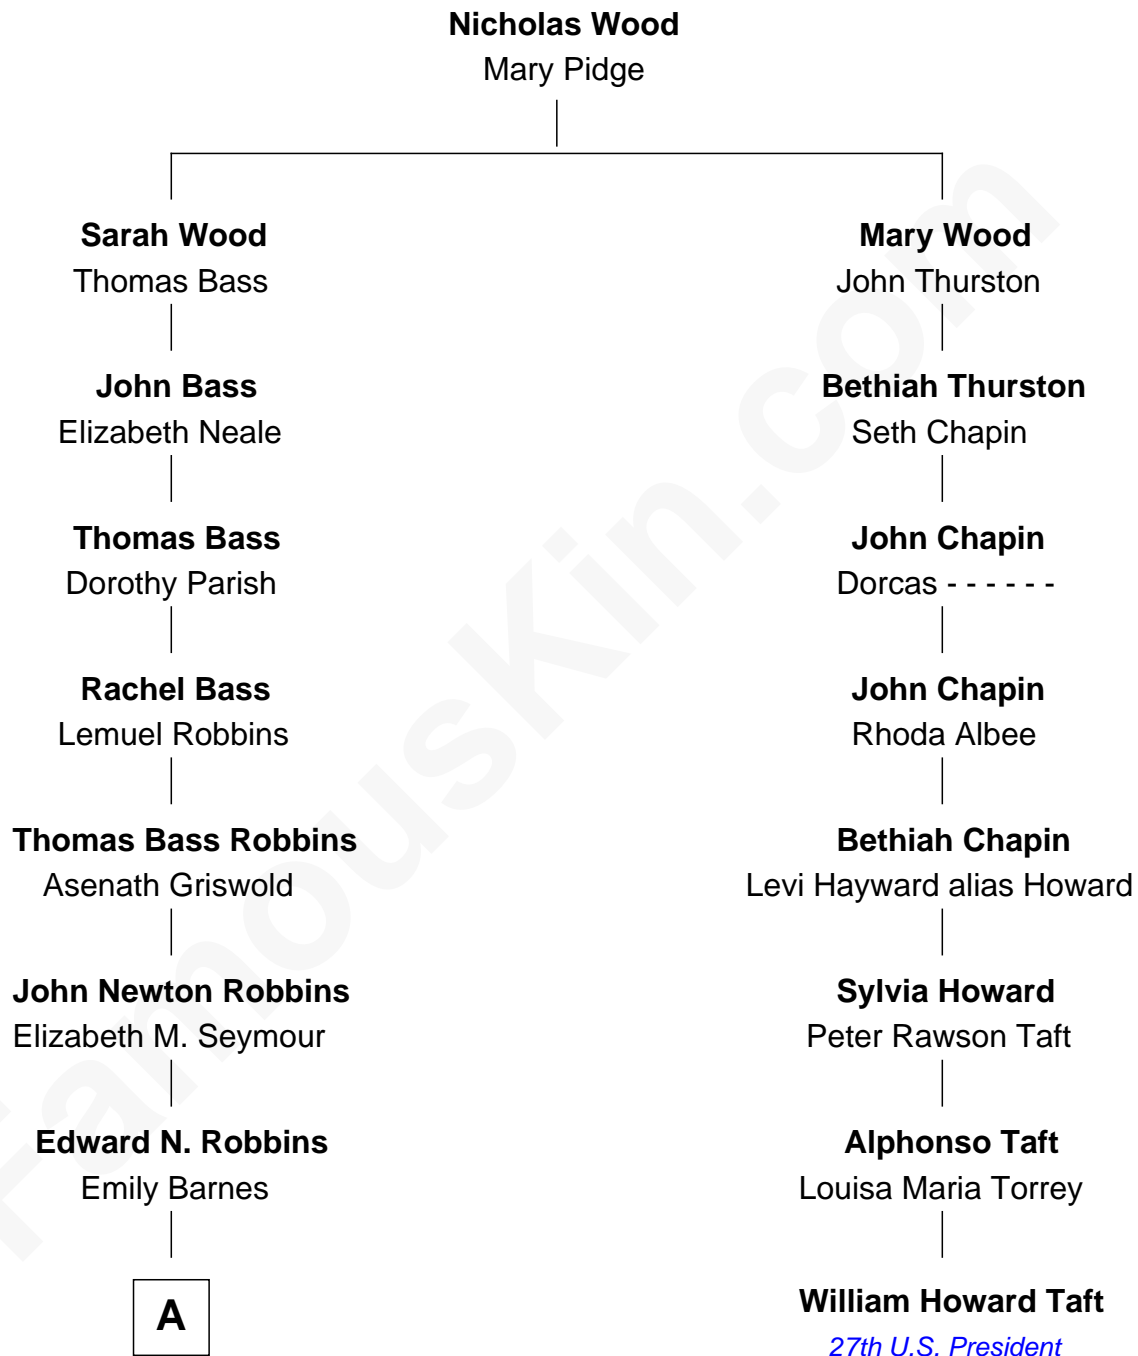 Nicholas Wood
Mary Pidge
Sarah Wood
Thomas Bass
Mary Wood
John Thurston
John Bass
Elizabeth Neale
Bethiah Thurston
Seth Chapin
Thomas Bass
Dorothy Parish
John Chapin
Dorcas - - - - - -
Rachel Bass
Lemuel Robbins
John Chapin
Rhoda Albee
Thomas Bass Robbins
Asenath Griswold
Bethiah Chapin
Levi Hayward alias Howard
John Newton Robbins
Elizabeth M. Seymour
Sylvia Howard
Peter Rawson Taft
Edward N. Robbins
Emily Barnes
Alphonso Taft
Louisa Maria Torrey
A
William Howard Taft
27th U.S. President
FamousKin.com